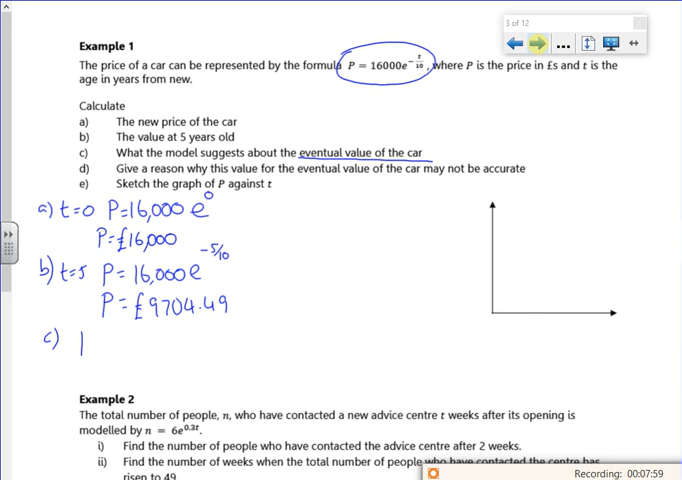 3 of 12
Example 1
The price of a car can be represented by the formula P = 16000e^{-t/10}, where P is the price in £s and t is the
age in years from new.
Calculate
a) The new price of the car
b) The value at 5 years old
c) What the model suggests about the eventual value of the car
d) Give a reason why this value for the eventual value of the car may not be accurate
e) Sketch the graph of P against t
a) t=0 P=16,000 e^0
P=£16,000
b) t=5 P = 16,000e^{-5/10}
P = £9704.49
c)
Example 2
The total number of people, n, who have contacted a new advice centre t weeks after its opening is
modelled by n = 6e^{0.3t}.
i) Find the number of people who have contacted the advice centre after 2 weeks.
ii) Find the number of weeks when the total number of people who have contacted the centre has
risen to 49
Recording: 00:07:59